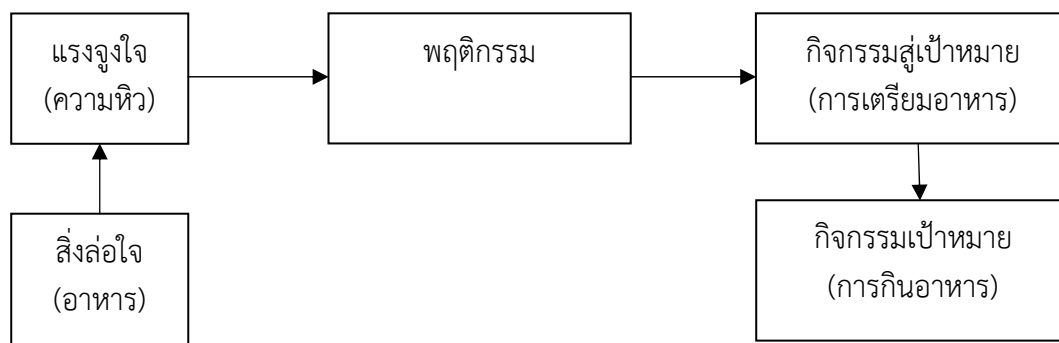 แรงจูงใจ
(ความหิว)
พฤติกรรม
กิจกรรมสู่เป้าหมาย
(การเตรียมอาหาร)
สิ่งล่อใจ
(อาหาร)
กิจกรรมเป้าหมาย
(การกินอาหาร)